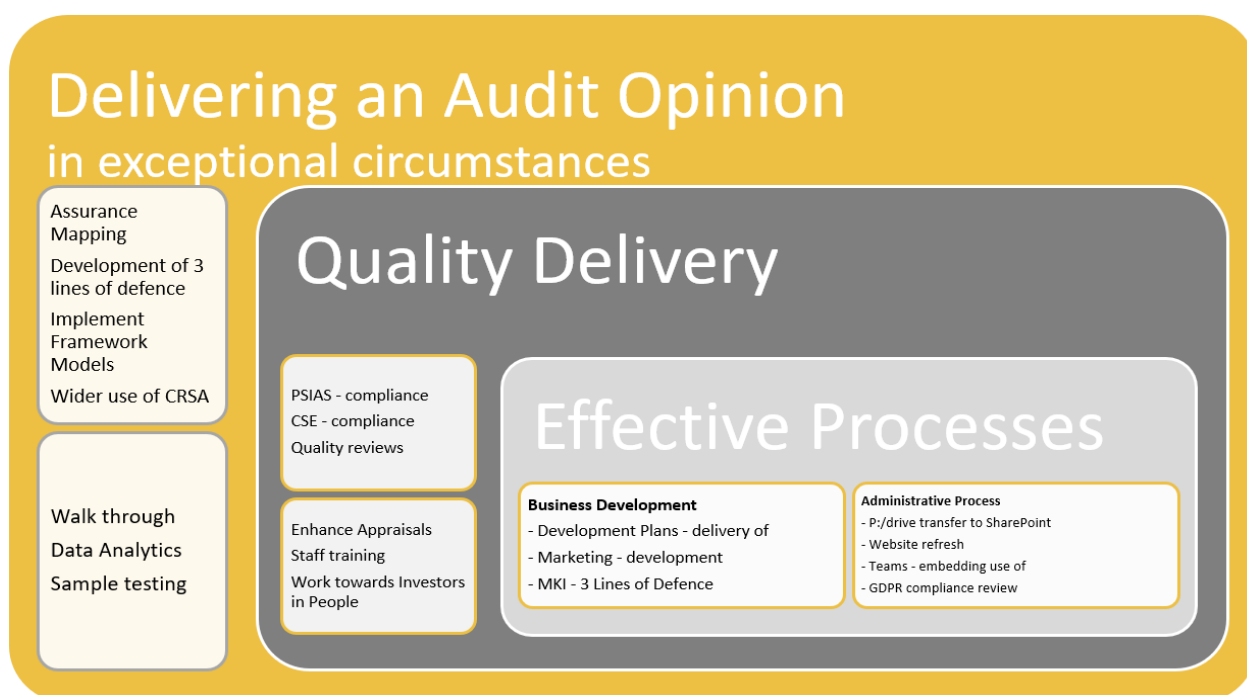 Delivering an Audit Opinion
in exceptional circumstances
Assurance
Mapping
Development of 3
lines of defence
Implement
Framework
Models
Wider use of CRSA
Walk through
Data Analytics
Sample testing
Quality Delivery
PSIAS - compliance
CSE - compliance
Quality reviews
Enhance Appraisals
Staff training
Work towards Investors
in People
Effective Processes
Business Development
- Development Plans - delivery of
- Marketing - development
- MKI - 3 Lines of Defence
Administrative Process
- P:/drive transfer to SharePoint
- Website refresh
- Teams - embedding use of
- GDPR compliance review